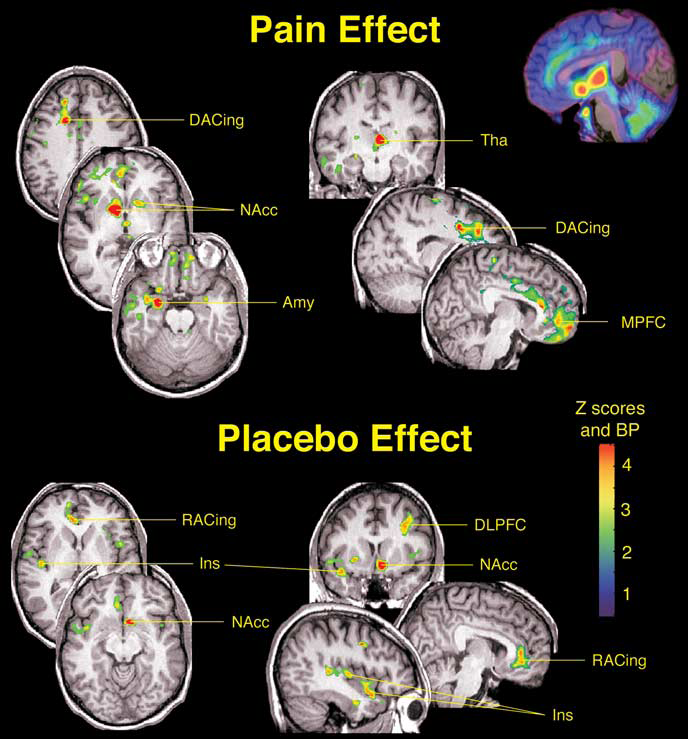 Pain Effect
DACing
Tha
NAcc
DACing
Amy
MPFC
Placebo Effect
Z scores
and BP
4
3
2
1
RACing
DLPFC
Ins
NAcc
NAcc
RACing
Ins